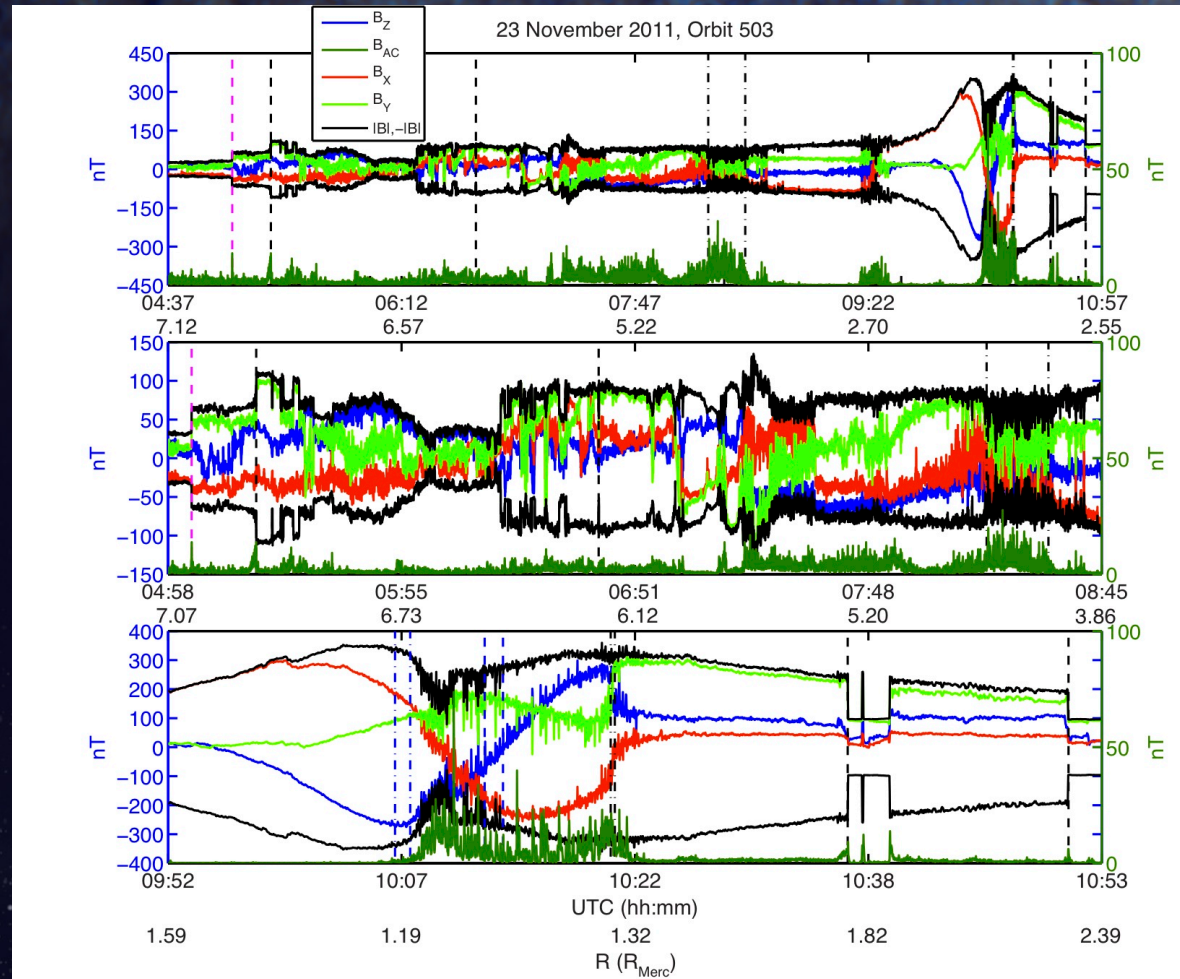 23 November 2011, Orbit 503
B_Z
B_AC
B_X
B_Y
|B|,-|B|
450
300
150
0
−150
−300
−450
nT
100
50
0
nT
04:37 06:12 07:47 09:22 10:57
7.12 6.57 5.22 2.70 2.55
150
100
50
0
−50
−100
−150
nT
100
50
0
nT
04:58 05:55 06:51 07:48 08:45
7.07 6.73 6.12 5.20 3.86
400
300
200
100
0
−100
−200
−300
−400
nT
100
50
0
nT
09:52 10:07 10:22 10:38 10:53
UTC (hh:mm)
1.59 1.19 1.32 1.82 2.39
R (R_Merc)